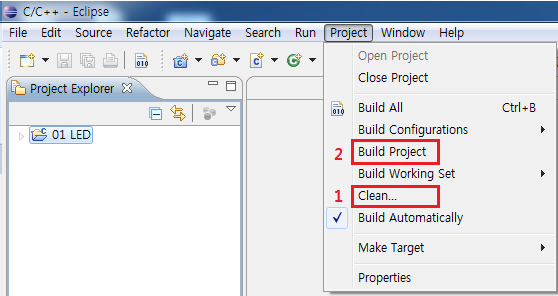 C/C++ - Eclipse
File Edit Source Refactor Navigate Search Run Project Window Help
Open Project
Close Project
Project Explorer
010
Build All Ctrl+B
01 LED
Build Configurations
2 Build Project
Build Working Set
1 Clean...
Build Automatically
Make Target
Properties